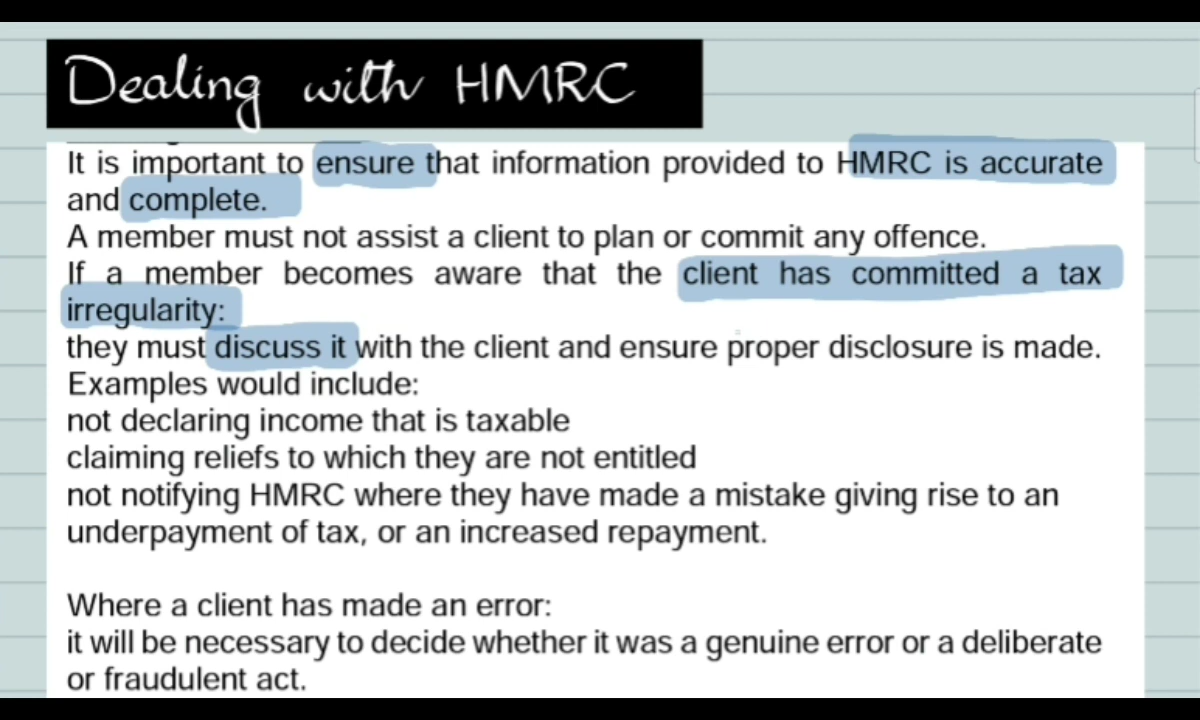 Dealing with HMRC
It is important to ensure that information provided to HMRC is accurate
and complete.
A member must not assist a client to plan or commit any offence.
If a member becomes aware that the client has committed a tax
irregularity:
they must discuss it with the client and ensure proper disclosure is made.
Examples would include:
not declaring income that is taxable
claiming reliefs to which they are not entitled
not notifying HMRC where they have made a mistake giving rise to an
underpayment of tax, or an increased repayment.
Where a client has made an error:
it will be necessary to decide whether it was a genuine error or a deliberate
or fraudulent act.